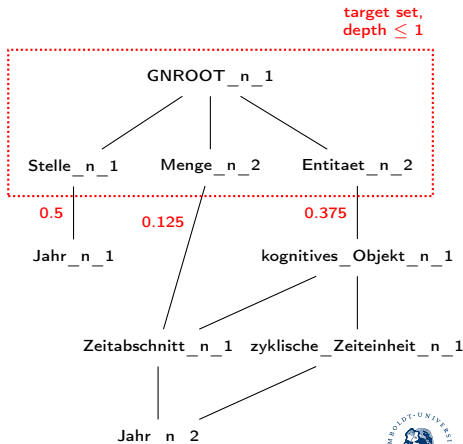 target set,
depth ≤ 1
GNROOT_n_1
Stelle_n_1 Menge_n_2 Entitaet_n_2
0.5 0.125 0.375
Jahr_n_1 kognitives_Objekt_n_1
Zeitabschnitt_n_1 zyklische_Zeiteinheit_n_1
Jahr_n_2